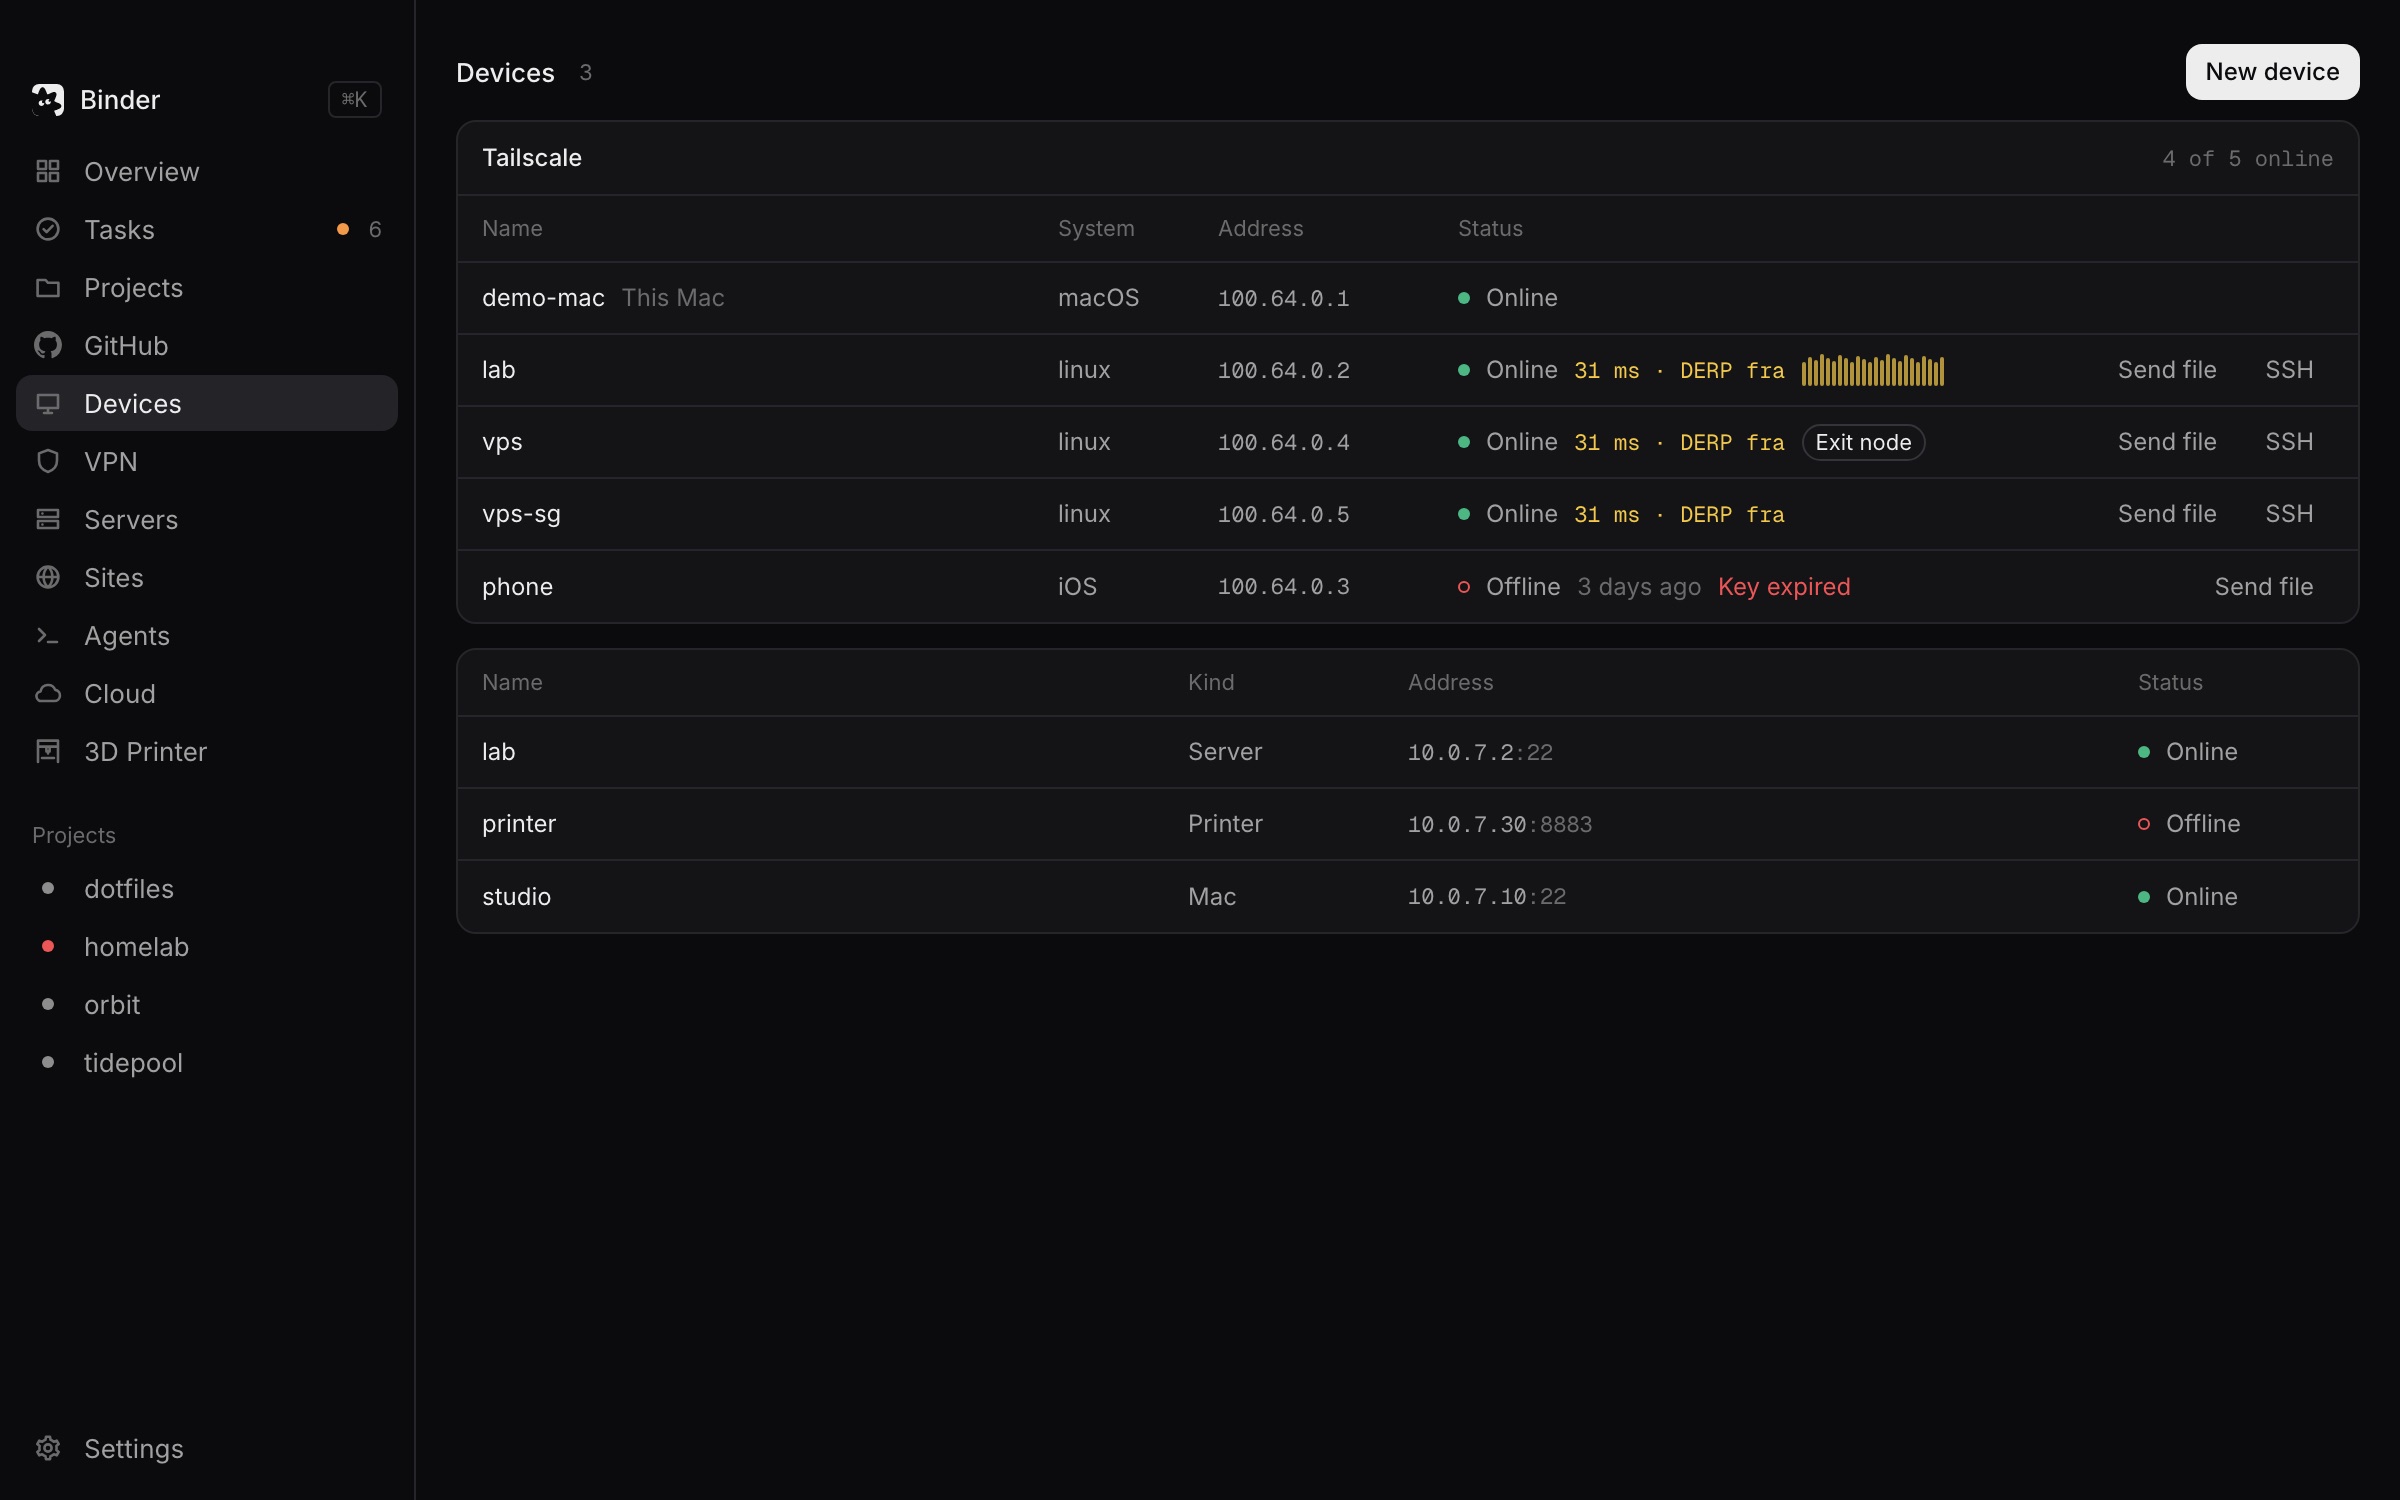 Binder ⌘K
Overview
Tasks 6
Projects
GitHub
Devices
VPN
Servers
Sites
Agents
Cloud
3D Printer
Projects
dotfiles
homelab
orbit
tidepool
Settings
Devices 3 New device
Tailscale 4 of 5 online
Name System Address Status
demo-mac This Mac macOS 100.64.0.1 Online
lab linux 100.64.0.2 Online 31 ms · DERP fra Send file SSH
vps linux 100.64.0.4 Online 31 ms · DERP fra Exit node Send file SSH
vps-sg linux 100.64.0.5 Online 31 ms · DERP fra Send file SSH
phone iOS 100.64.0.3 Offline 3 days ago Key expired Send file
Name Kind Address Status
lab Server 10.0.7.2:22 Online
printer Printer 10.0.7.30:8883 Offline
studio Mac 10.0.7.10:22 Online